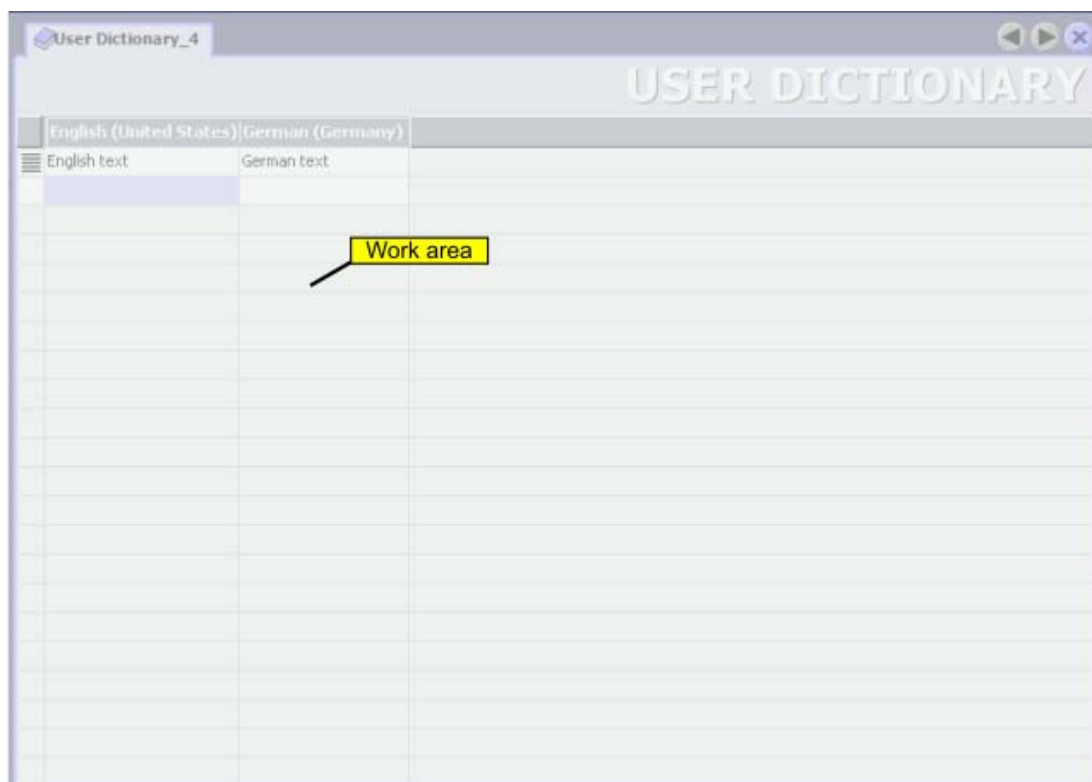 User Dictionary_4
USER DICTIONARY
English (United States) German (Germany)
English text German text
Work area